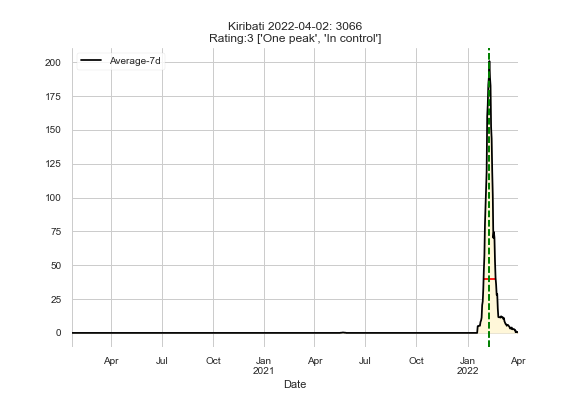 Kiribati 2022-04-02: 3066
Rating:3 ['One peak', 'In control']
Average-7d
200
175
150
125
100
75
50
25
0
Apr Jul Oct Jan Apr Jul Oct Jan Apr
2021 2022
Date